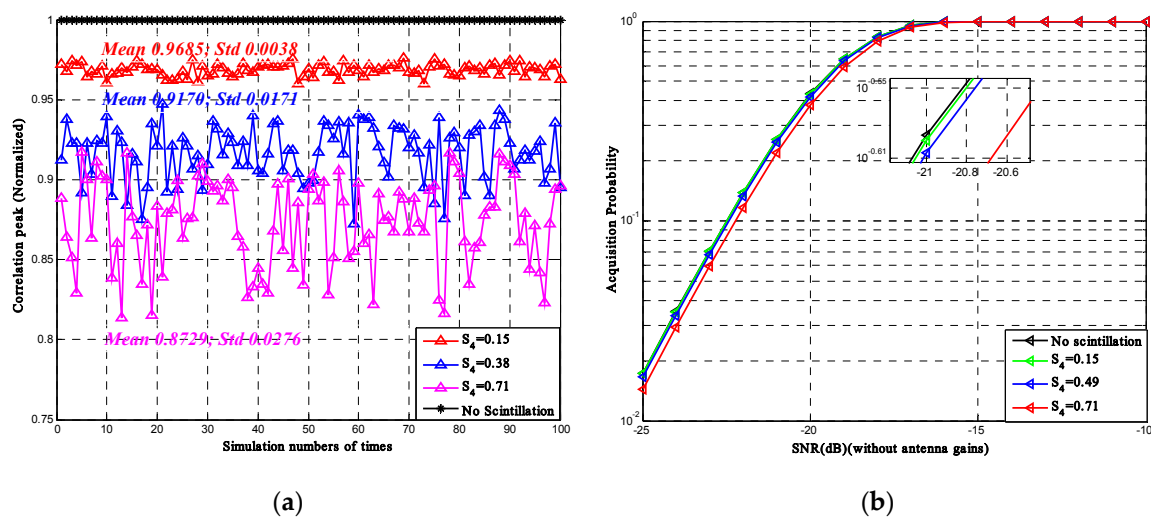 Correlation peak (Normalized)
1
0.95
0.9
0.85
0.8
0.75
Mean 0.9685; Std 0.0038
Mean 0.9170; Std 0.0171
Mean 0.8729; Std 0.0276
S4=0.15
S4=0.38
S4=0.71
No Scintillation
0 10 20 30 40 50 60 70 80 90 100
Simulation numbers of times
(a)
Acquisition Probability
10^0
10^-1
10^-2
10^-0.55
10^-0.61
-21 -20.8 -20.6
No scintillation
S4=0.15
S4=0.49
S4=0.71
-25 -20 -15 -10
SNR(dB)(without antenna gains)
(b)